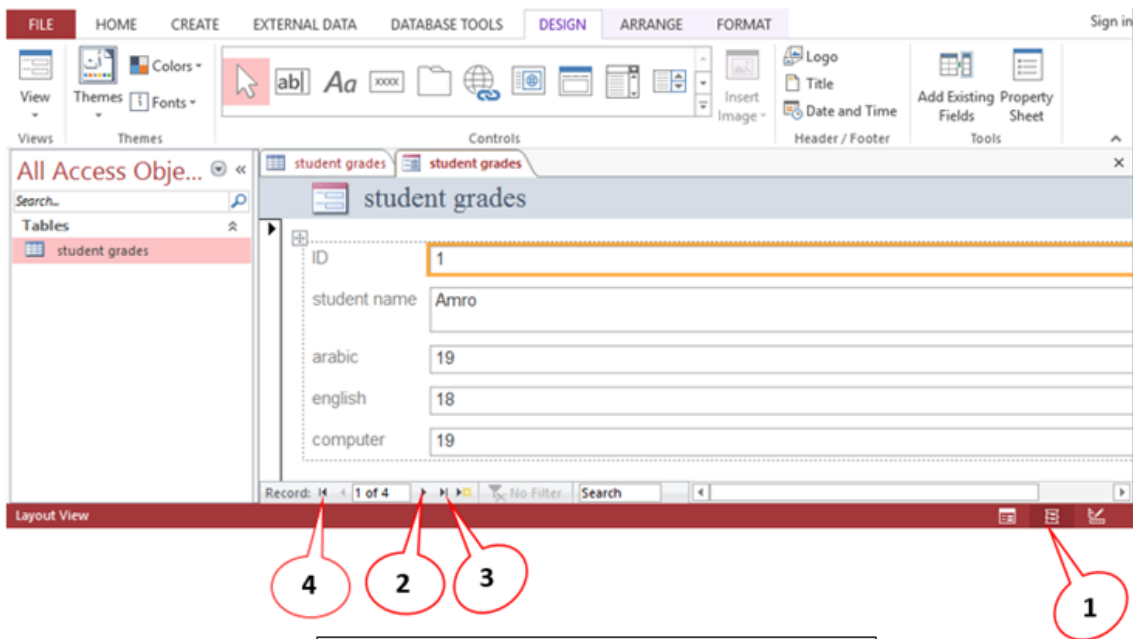 FILE HOME CREATE EXTERNAL DATA DATABASE TOOLS DESIGN ARRANGE FORMAT Sign in
View
Themes
Colors
Fonts
ab|
Aa
xxxx
Insert
Image
Logo
Title
Date and Time
Add Existing
Fields
Property
Sheet
Views Themes Controls Header / Footer Tools
All Access Obje...
Search...
Tables
student grades
student grades student grades
student grades
ID 1
student name Amro
arabic 19
english 18
computer 19
Record: 1 of 4 No Filter Search
Layout View
4 2 3 1